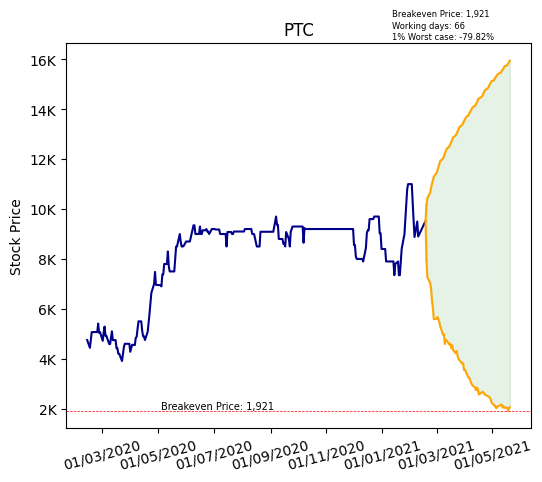 Breakeven Price: 1,921
Working days: 66
1% Worst case: -79.82%
PTC
Stock Price
16K
14K
12K
10K
8K
6K
4K
2K
Breakeven Price: 1,921
01/03/2020
01/05/2020
01/07/2020
01/09/2020
01/11/2020
01/01/2021
01/03/2021
01/05/2021